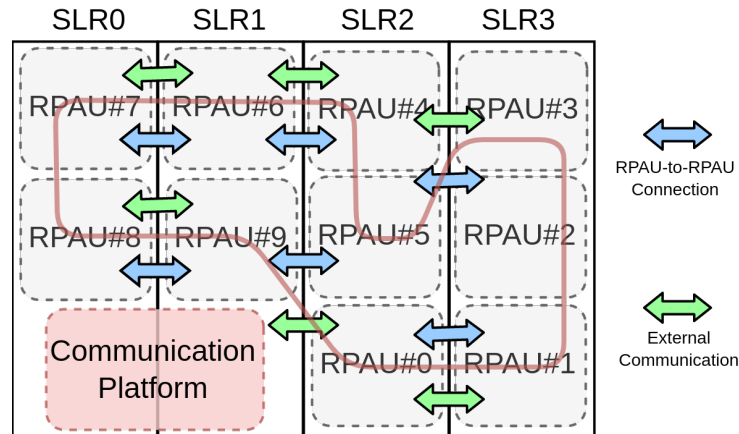 SLR0 SLR1 SLR2 SLR3
RPAU#7 RPAU#6 RPAU#4 RPAU#3
RPAU#8 RPAU#9 RPAU#5 RPAU#2
Communication
Platform
RPAU#0 RPAU#1
RPAU-to-RPAU
Connection
External
Communication